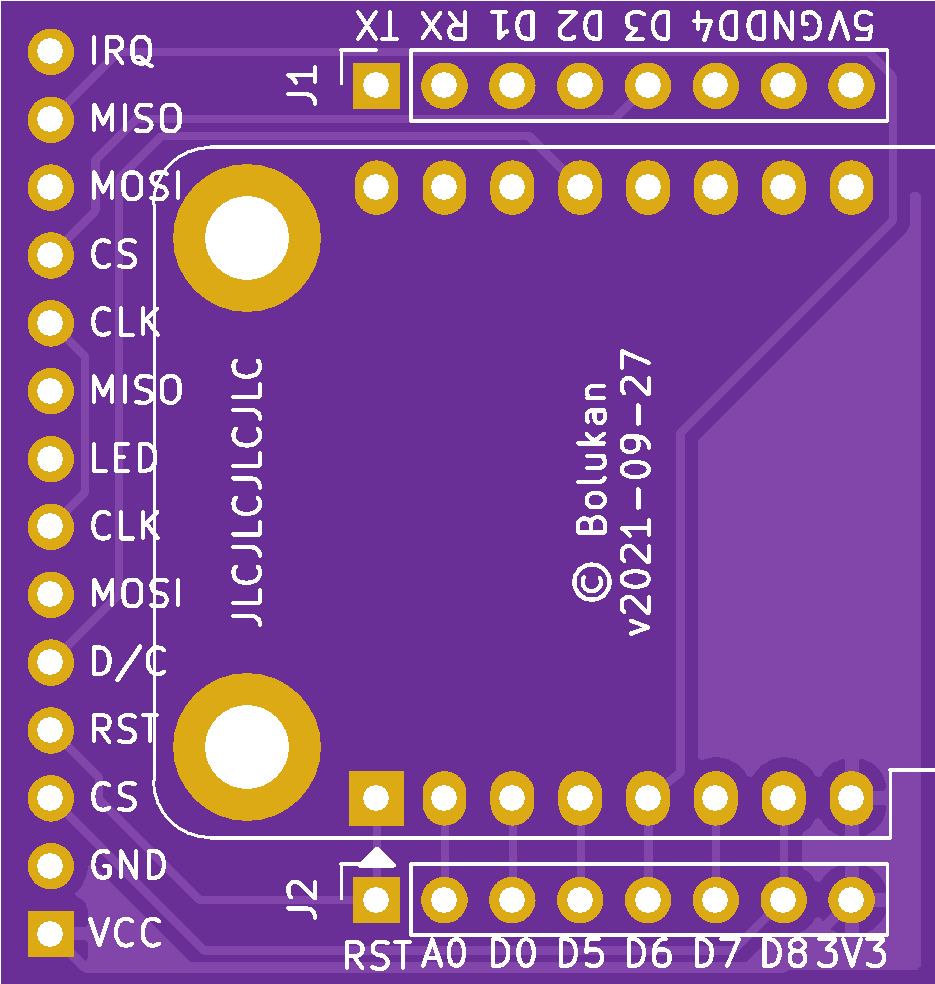 TX RX D1 D2 D3 D4 GND 5V
J1
IRQ
MISO
MOSI
CS
CLK
MISO
LED
CLK
MOSI
D/C
RST
CS
GND
VCC
JLCJLCJLCJLC
© Bolukan
v2021-09-27
J2
RST A0 D0 D5 D6 D7 D8 3V3